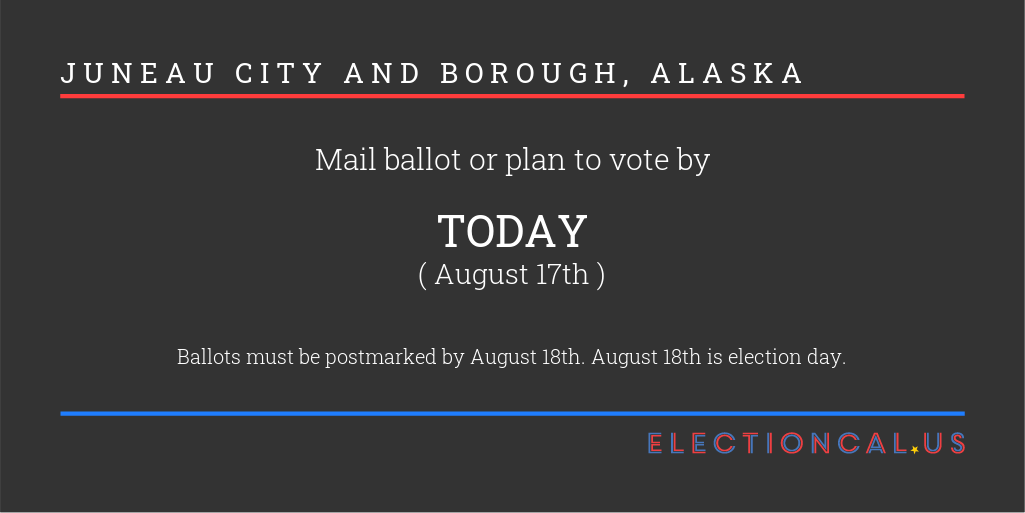 JUNEAU CITY AND BOROUGH, ALASKA
Mail ballot or plan to vote by
TODAY
( August 17th )
Ballots must be postmarked by August 18th. August 18th is election day.
ELECTIONCAL.US